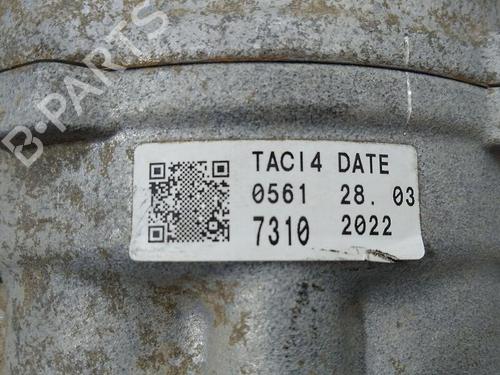 B-PARTS
TACI4 DATE
0561 28. 03
7310 2022